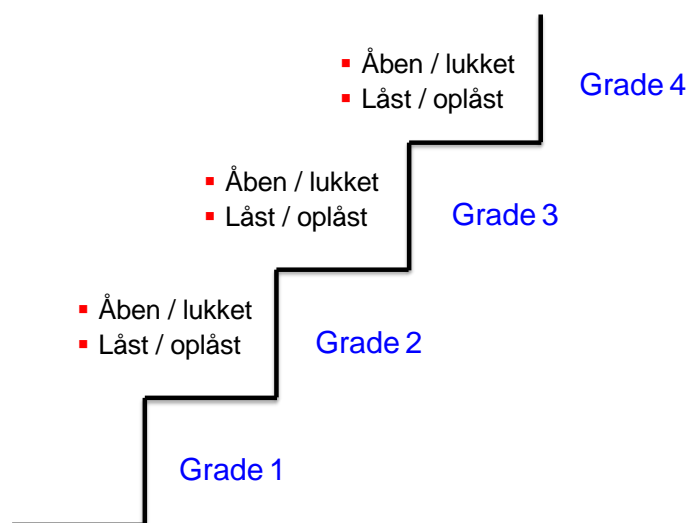 Åben / lukket
Låst / oplåst
Grade 4
Åben / lukket
Låst / oplåst
Grade 3
Åben / lukket
Låst / oplåst
Grade 2
Grade 1